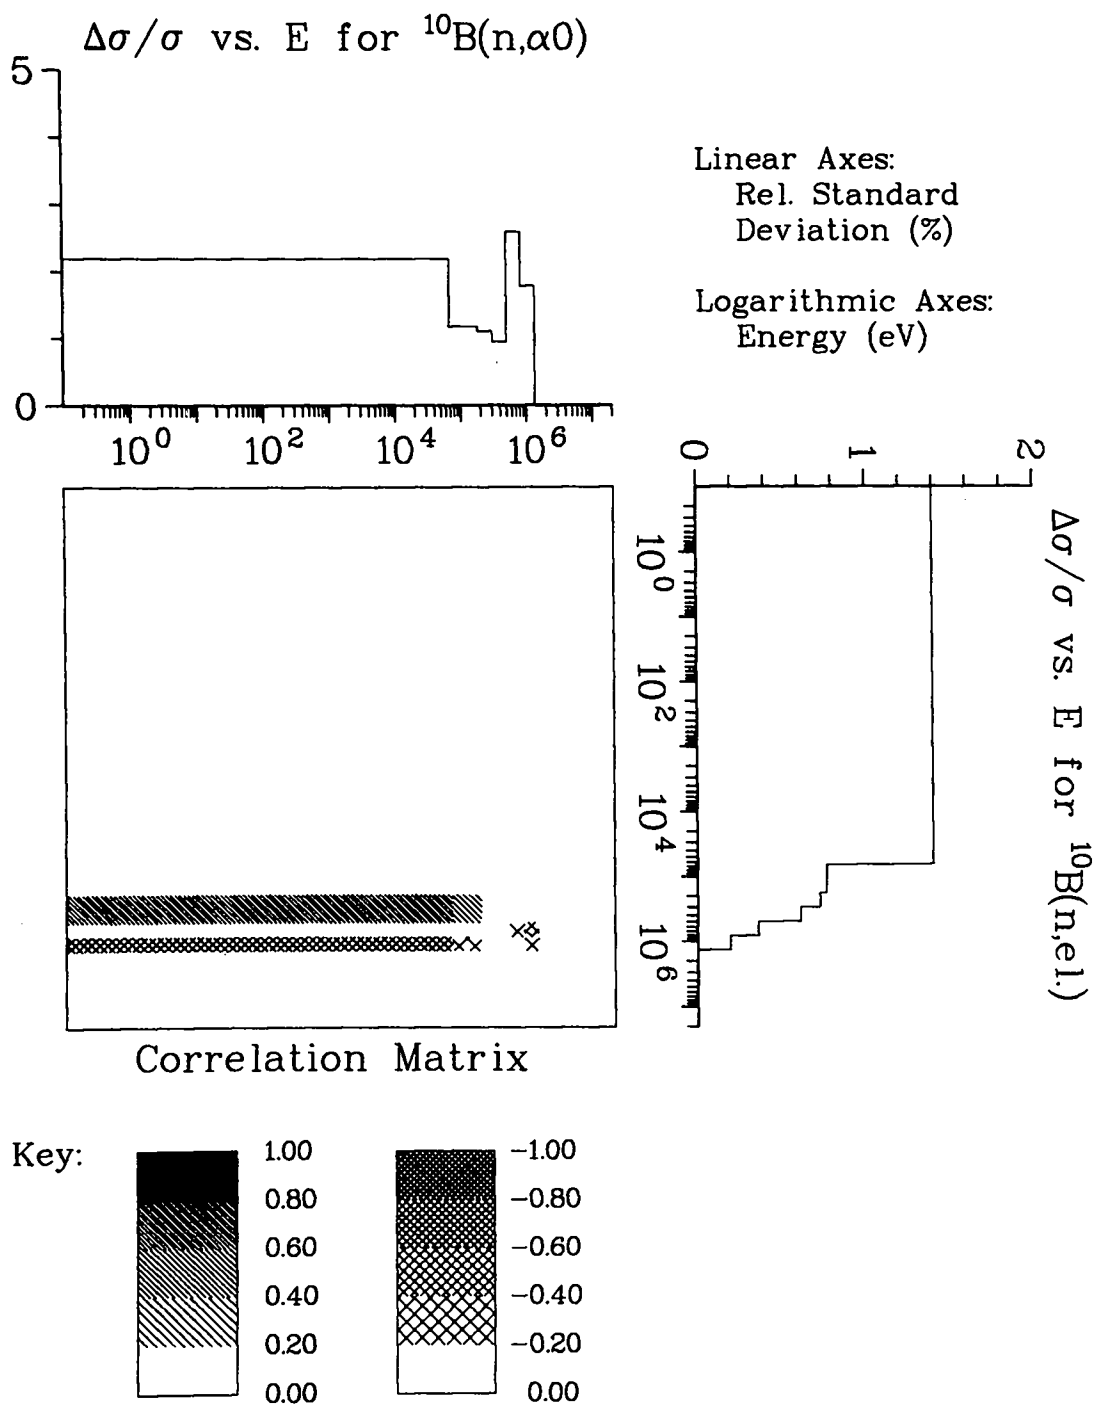 Δσ/σ vs. E for ¹⁰B(n,α0)
5
0
10⁰ 10² 10⁴ 10⁶
Linear Axes:
Rel. Standard
Deviation (%)
Logarithmic Axes:
Energy (eV)
0 1 2
10⁰
10²
10⁴
10⁶
Δσ/σ vs. E for ¹⁰B(n,el.)
Correlation Matrix
Key:
1.00
0.80
0.60
0.40
0.20
0.00
−1.00
−0.80
−0.60
−0.40
−0.20
0.00